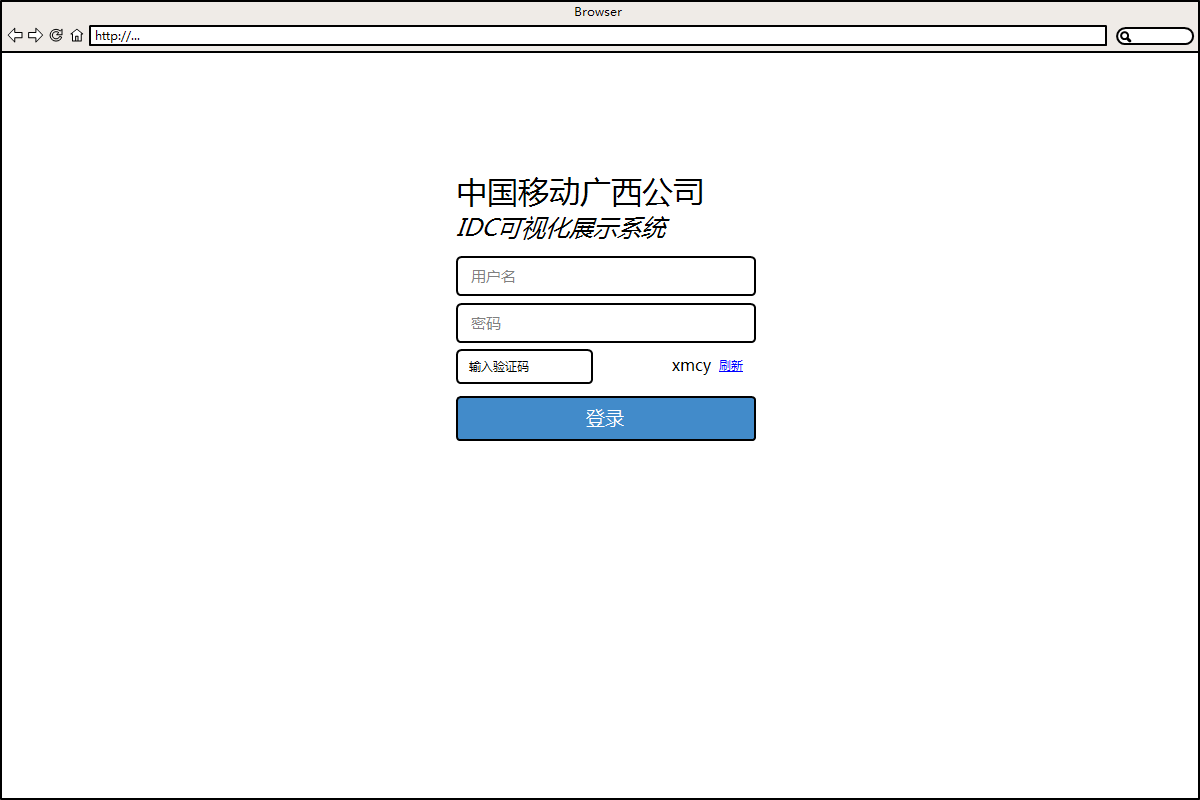 Browser
http://...
中国移动广西公司
IDC可视化展示系统
用户名
密码
输入验证码 xmcy 刷新
登录